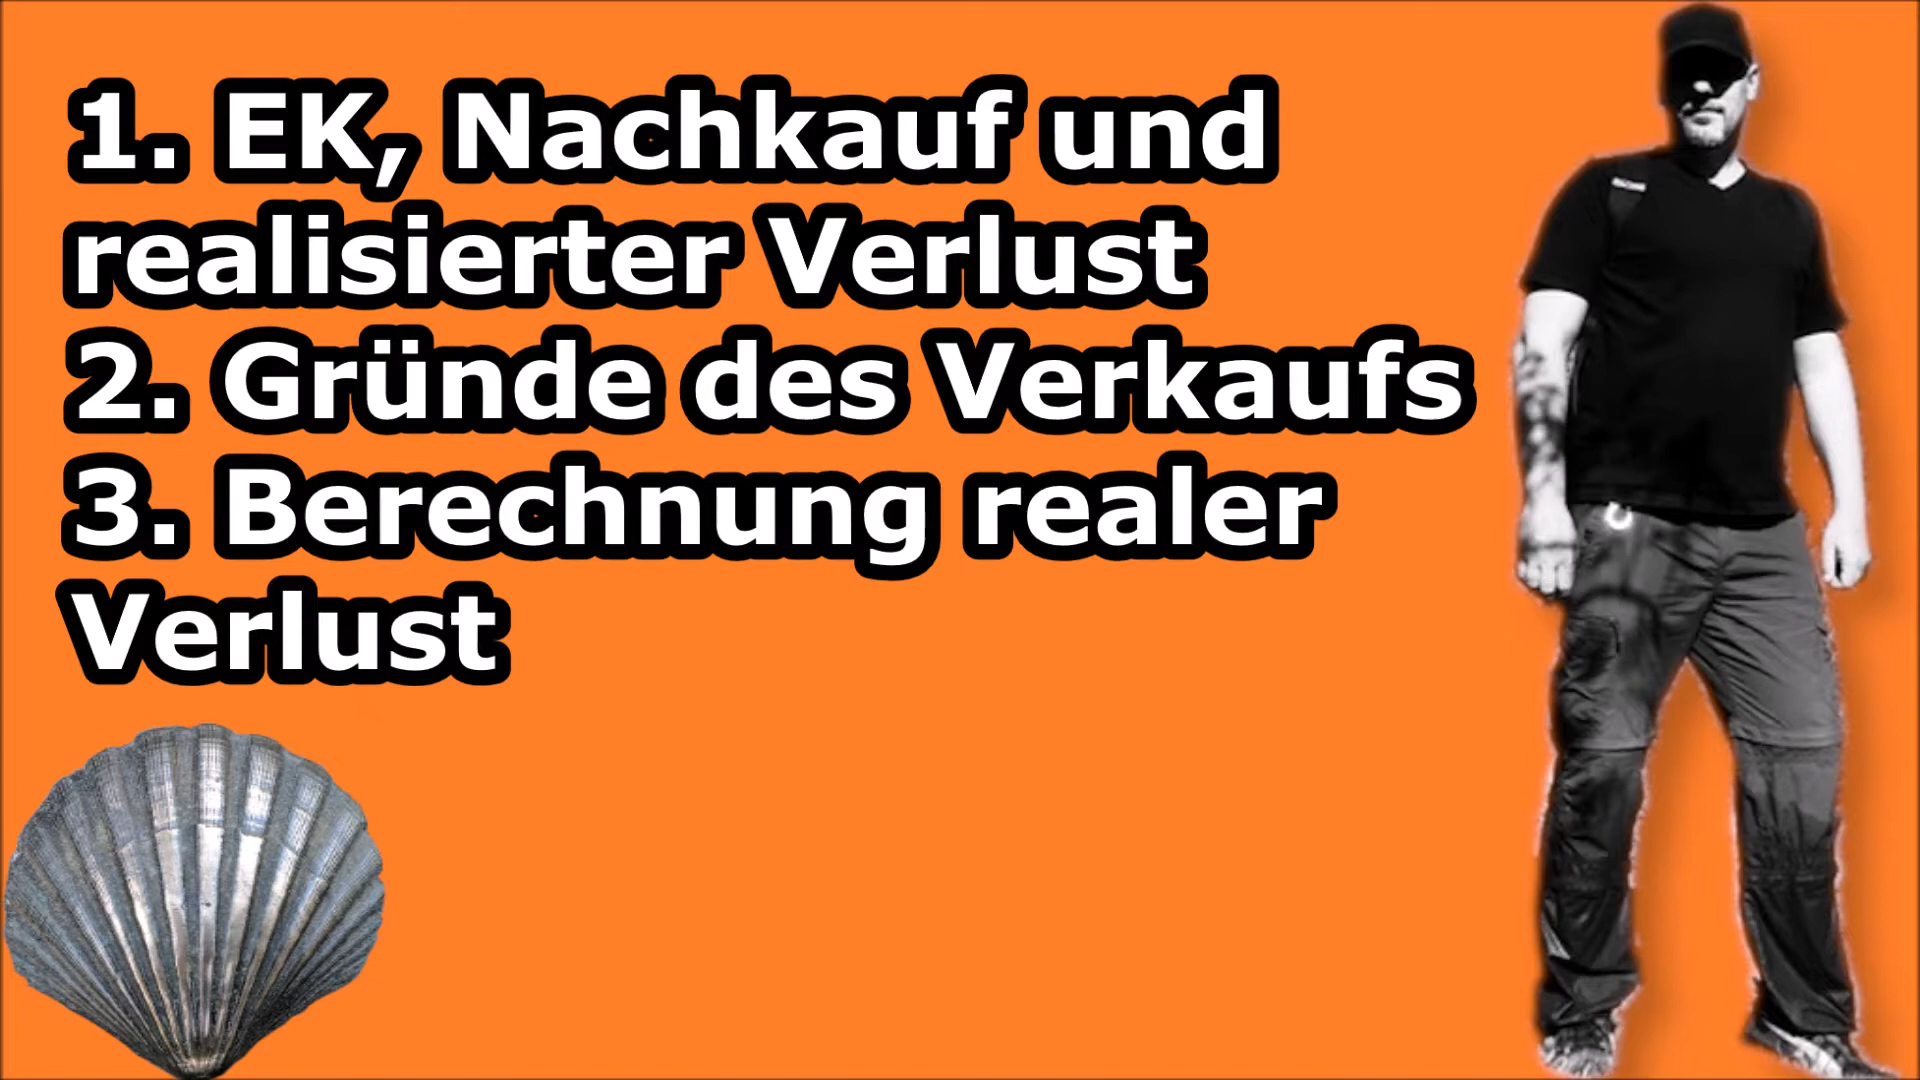 1. EK, Nachkauf und
realisierter Verlust
2. Gründe des Verkaufs
3. Berechnung realer
Verlust